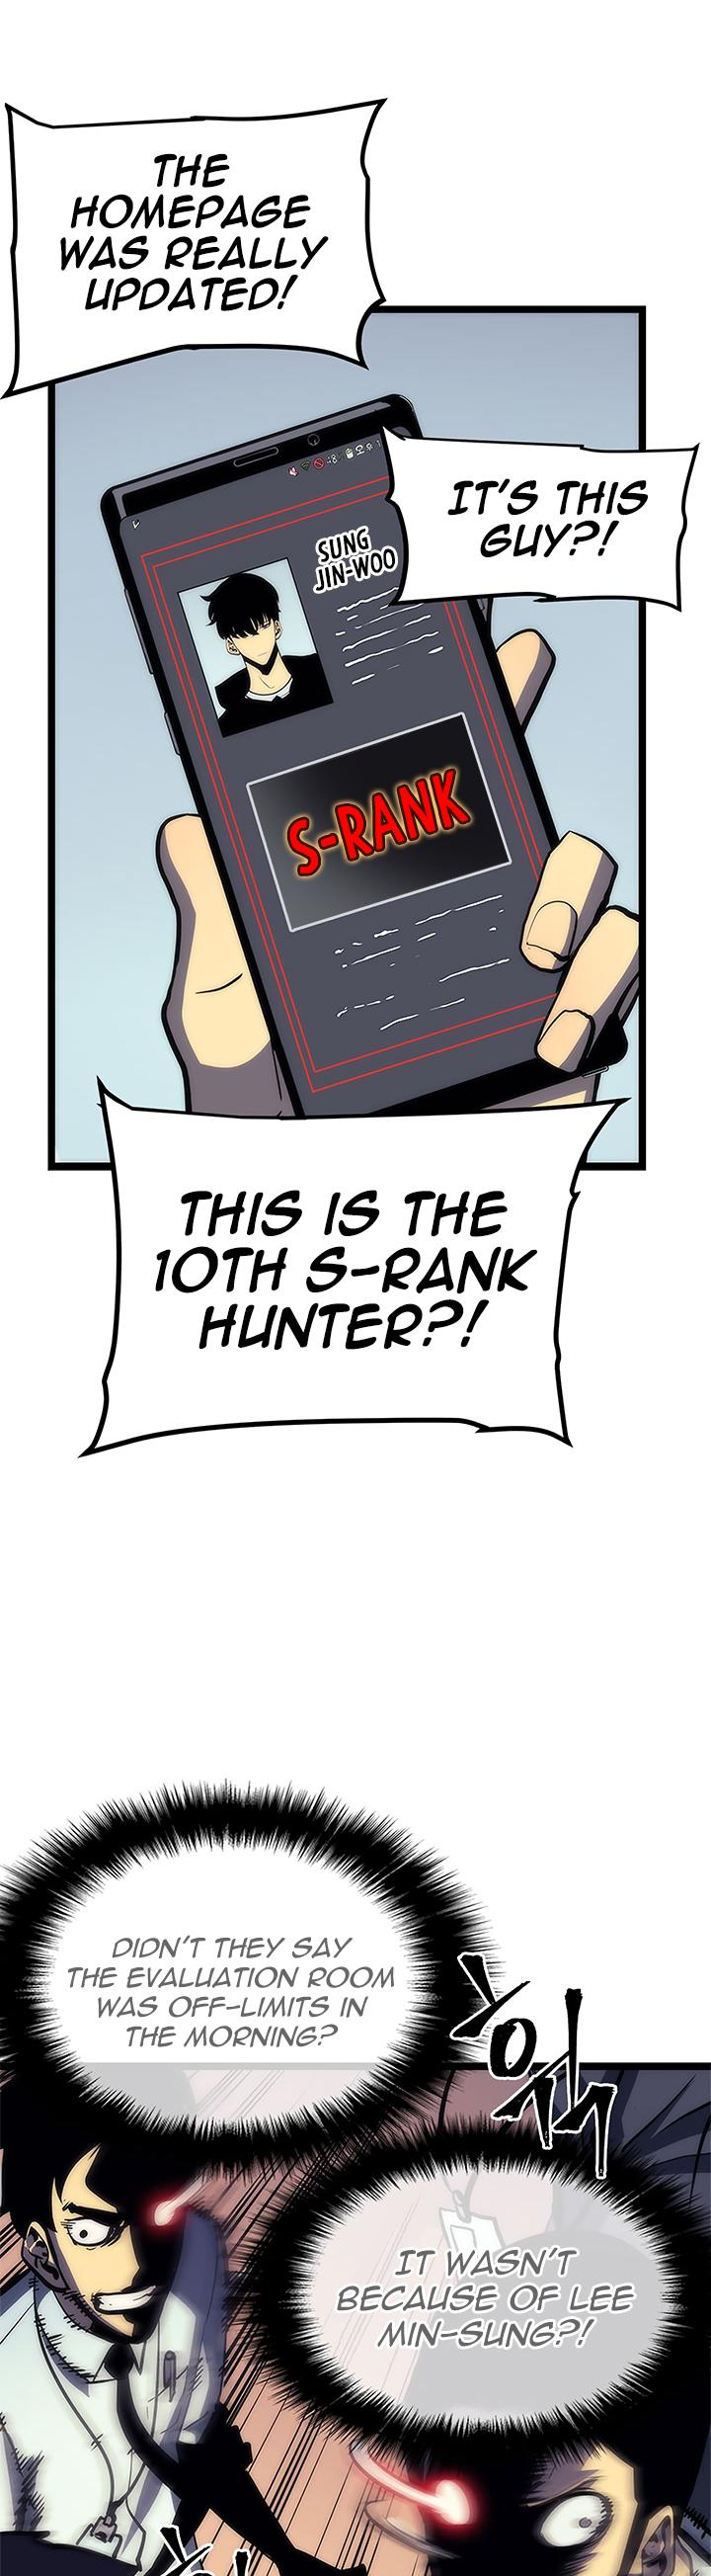 THE
HOMEPAGE
WAS REALLY
UPDATED!
IT'S THIS
GUY?!
SUNG
JIN-WOO
S-RANK
THIS IS THE
10TH S-RANK
HUNTER?!
DIDN'T THEY SAY
THE EVALUATION ROOM
WAS OFF-LIMITS IN
THE MORNING?
IT WASN'T
BECAUSE OF LEE
MIN-SUNG?!